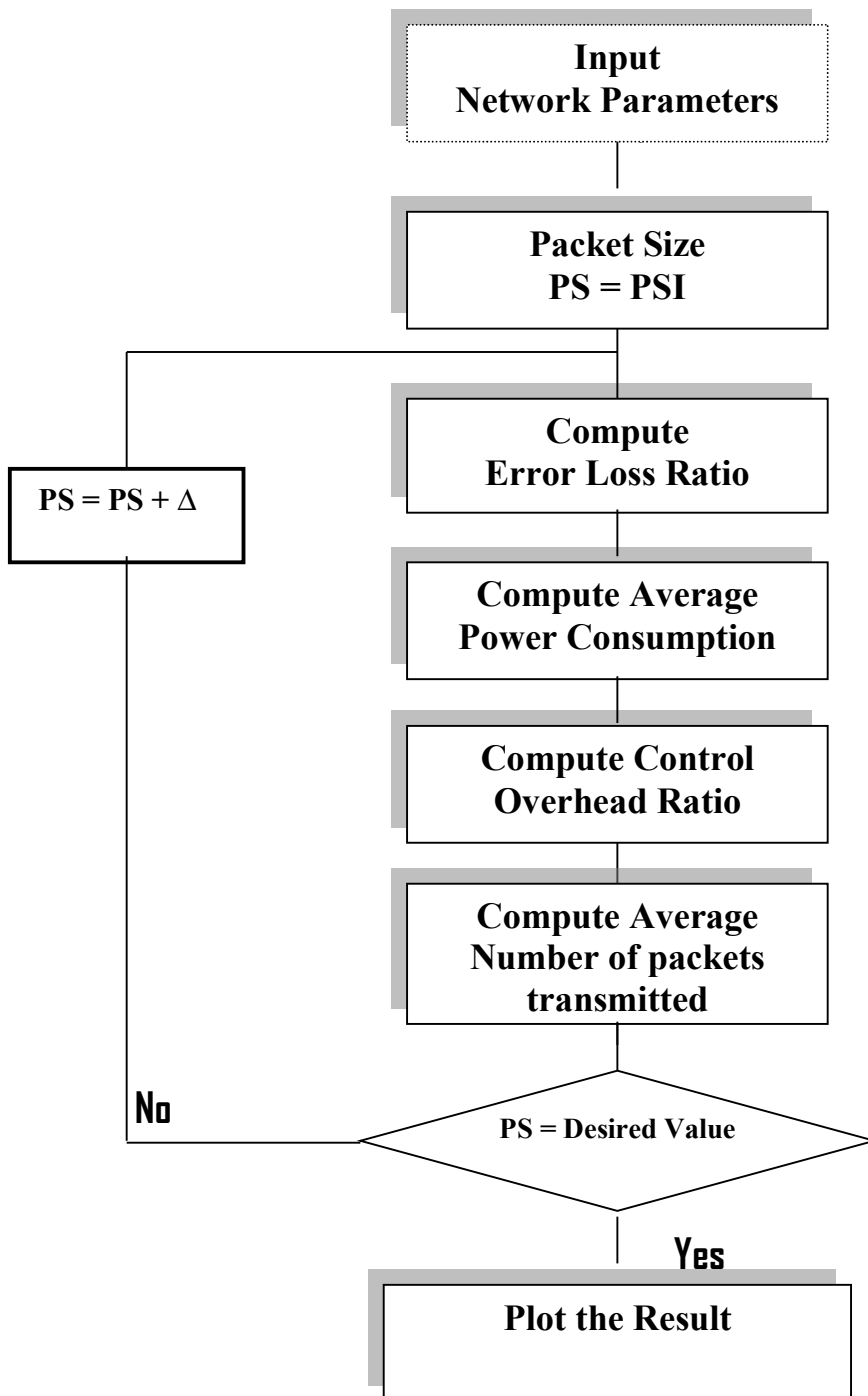 Input
Network Parameters
Packet Size
PS = PSI
Compute
Error Loss Ratio
PS = PS + Δ
Compute Average
Power Consumption
Compute Control
Overhead Ratio
Compute Average
Number of packets
transmitted
No
PS = Desired Value
Yes
Plot the Result